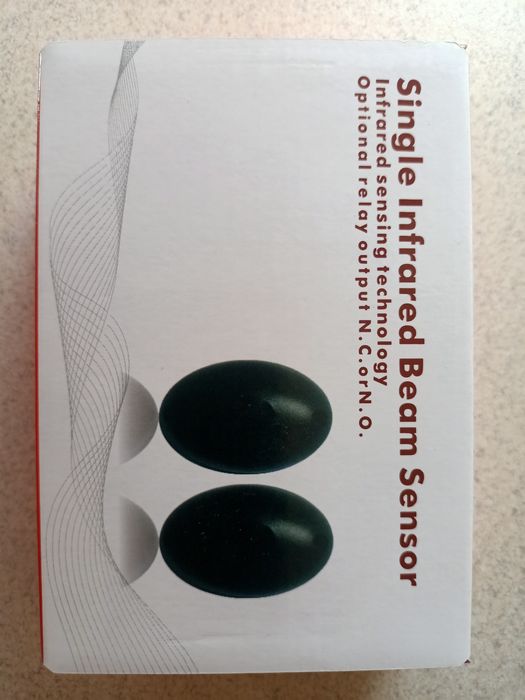 Single Infrared Beam Sensor
Infrared sensing technology
Optional relay output N.C.orN.O.